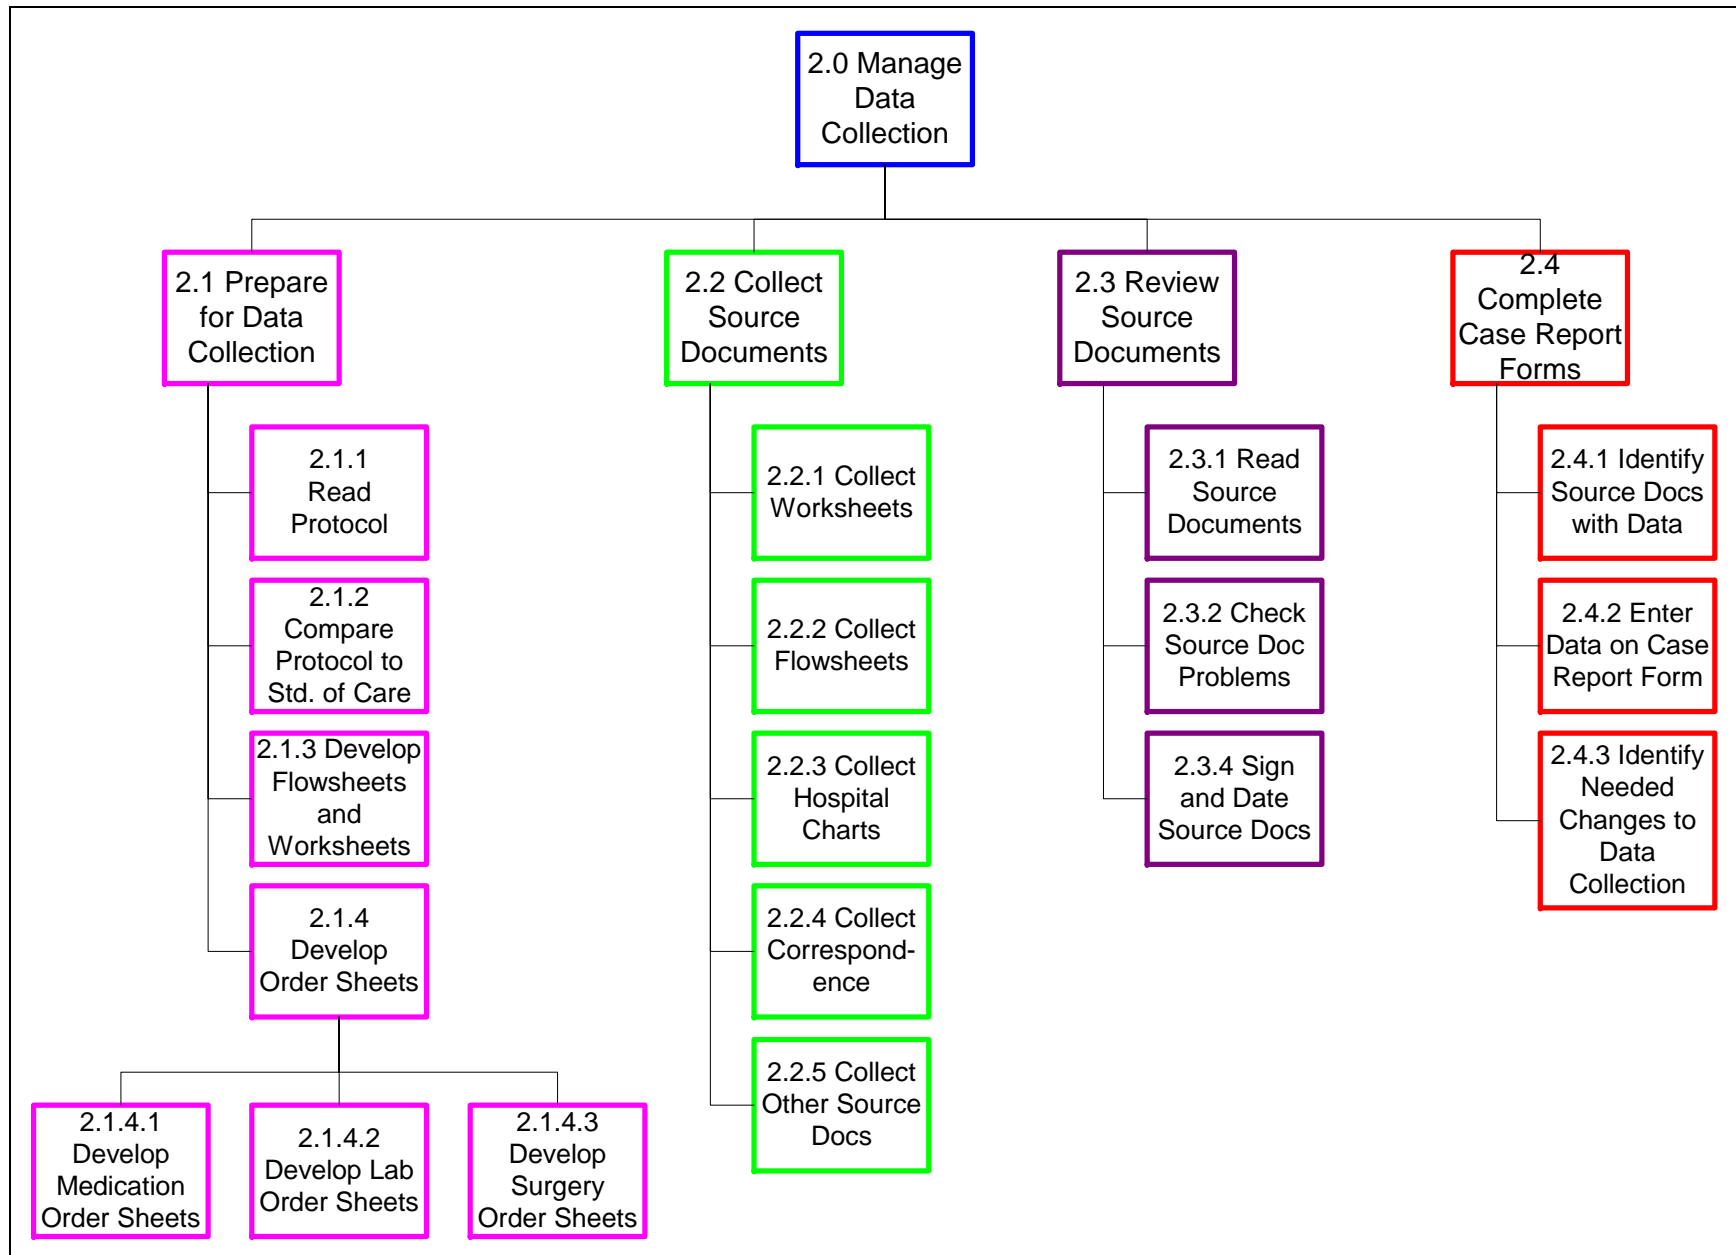 2.0 Manage
Data
Collection
2.1 Prepare
for Data
Collection
2.2 Collect
Source
Documents
2.3 Review
Source
Documents
2.4
Complete
Case Report
Forms
2.1.1
Read
Protocol
2.1.2
Compare
Protocol to
Std. of Care
2.1.3 Develop
Flowsheets
and
Worksheets
2.1.4
Develop
Order Sheets
2.1.4.1
Develop
Medication
Order Sheets
2.1.4.2
Develop Lab
Order Sheets
2.1.4.3
Develop
Surgery
Order Sheets
2.2.1 Collect
Worksheets
2.2.2 Collect
Flowsheets
2.2.3 Collect
Hospital
Charts
2.2.4 Collect
Correspond-
ence
2.2.5 Collect
Other Source
Docs
2.3.1 Read
Source
Documents
2.3.2 Check
Source Doc
Problems
2.3.4 Sign
and Date
Source Docs
2.4.1 Identify
Source Docs
with Data
2.4.2 Enter
Data on Case
Report Form
2.4.3 Identify
Needed
Changes to
Data
Collection